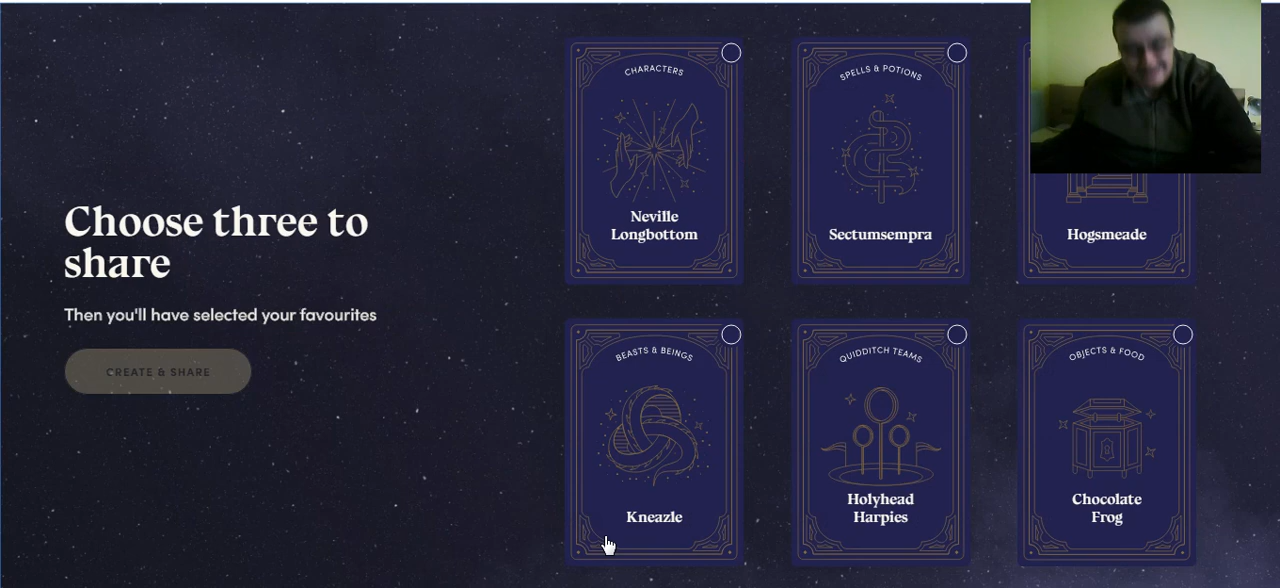 Choose three to
share
Then you'll have selected your favourites
CREATE & SHARE
CHARACTERS
Neville
Longbottom
SPELLS & POTIONS
Sectumsempra
Hogsmeade
BEASTS & BEINGS
Kneazle
QUIDDITCH TEAMS
Holyhead
Harpies
OBJECTS & FOOD
Chocolate
Frog